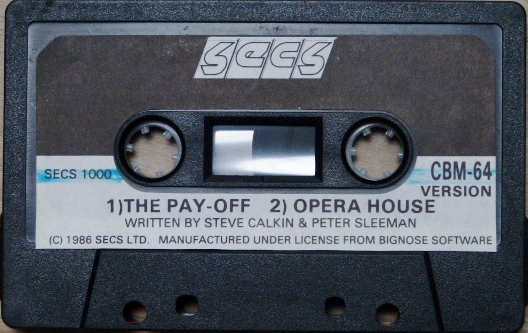 secs
SECS 1000
CBM-64
VERSION
1)THE PAY-OFF 2) OPERA HOUSE
WRITTEN BY STEVE CALKIN & PETER SLEEMAN
(C) 1986 SECS LTD. MANUFACTURED UNDER LICENSE FROM BIGNOSE SOFTWARE